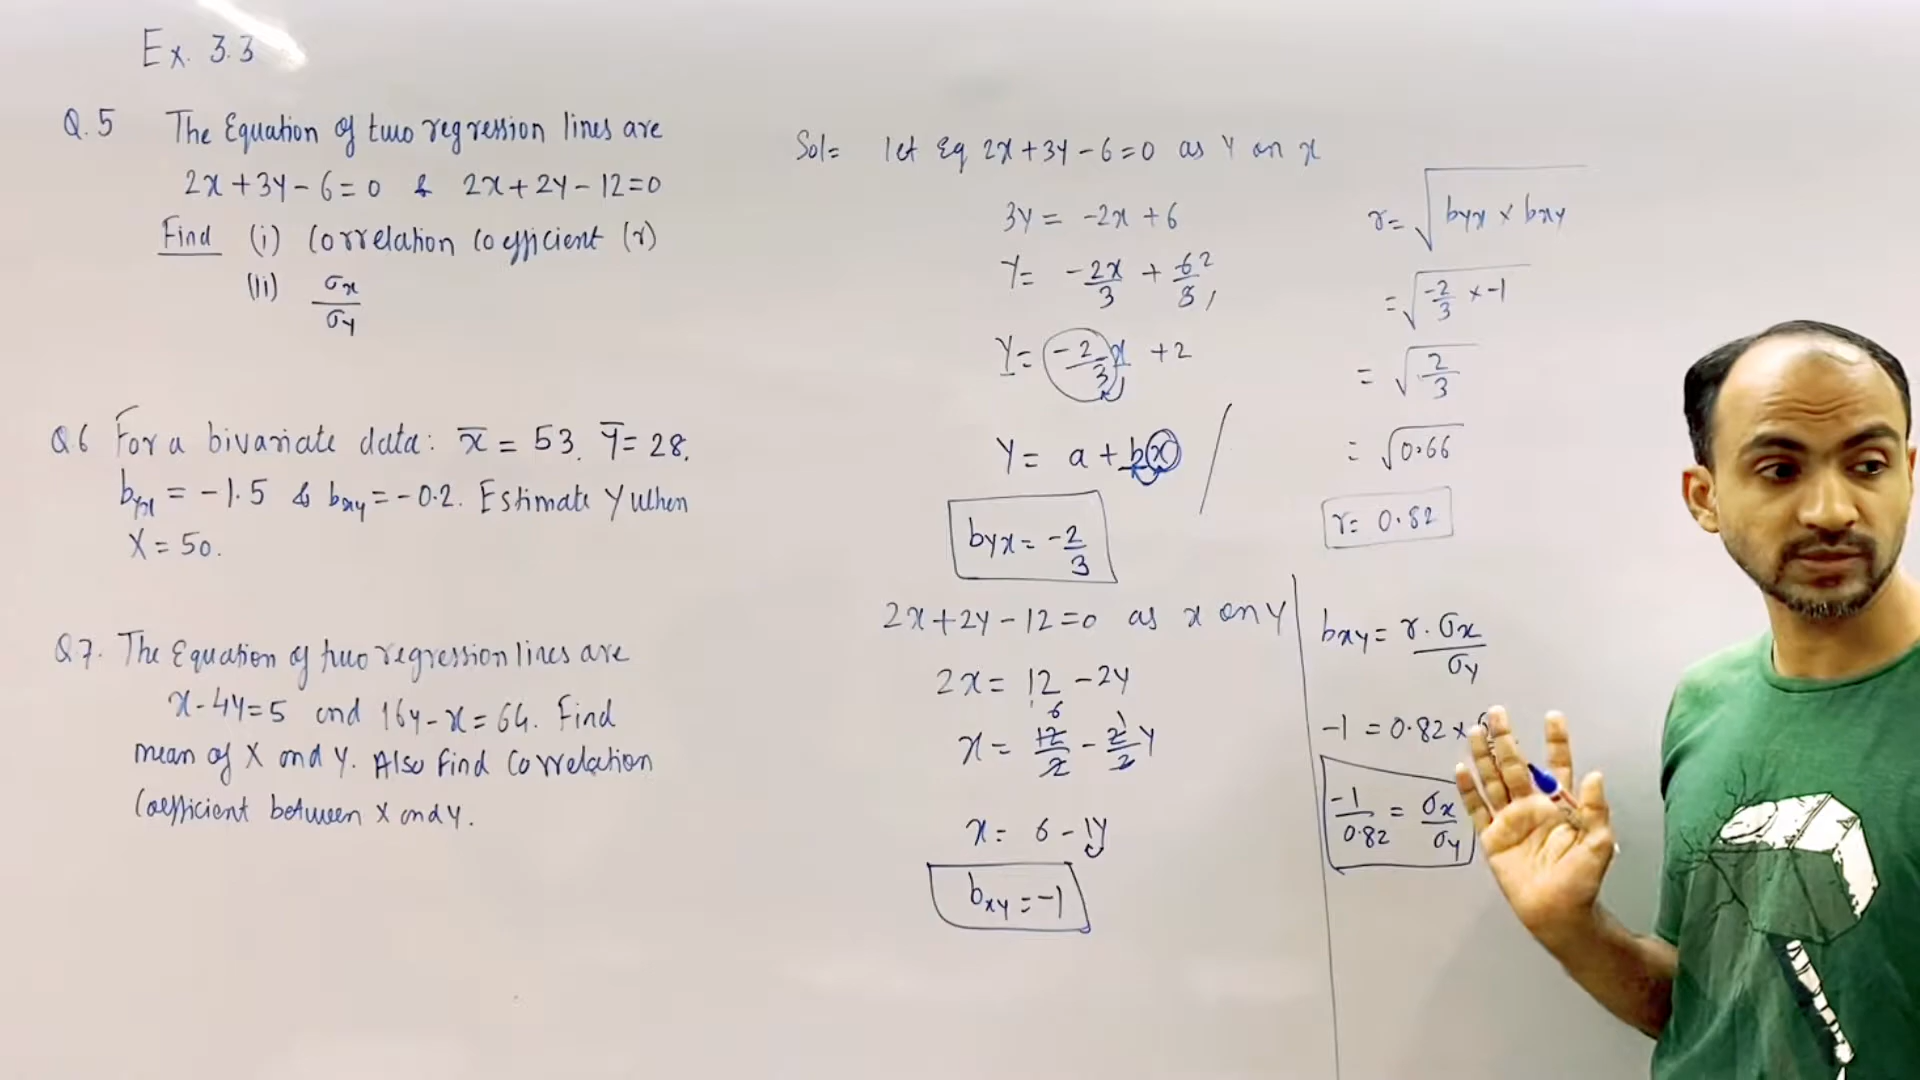 Ex. 3.3
Q.5 The Equation of two regression lines are
2x+3y-6=0 & 2x+2y-12=0
Find (i) Correlation Coefficient (r)
(ii) σx/σy
Q6 For a bivariate data: x̄ = 53, ȳ = 28,
byx = -1.5 & bxy = -0.2. Estimate Y when
X = 50.
Q7. The Equation of two regression lines are
x-4y=5 and 16y-x=64. Find
mean of X and Y. Also Find Correlation
Coefficient between X and Y.
Sol= let Eq 2x+3y-6=0 as Y on x
3y = -2x + 6
Y = -2x/3 + 6/3 2
Y = -2/3 x + 2
Y = a + bx
byx = -2/3
2x+2y-12=0 as x on y
2x = 12 - 2y
x = 12/2 6 - 2/2 1 y
x = 6 - 1y
bxy = -1
r = √(byx × bxy)
= √(-2/3 × -1)
= √(2/3)
= √0.66
r = 0.82
bxy = r · σx/σy
-1 = 0.82 ×
-1/0.82 = σx/σy